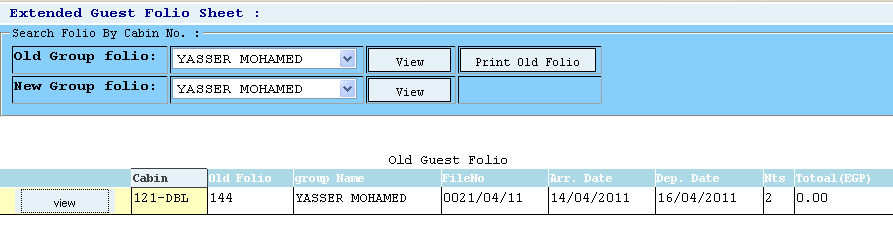 Extended Guest Folio Sheet :
Search Folio By Cabin No. :
Old Group folio: YASSER MOHAMED View Print Old Folio
New Group folio: YASSER MOHAMED View
Old Guest Folio
Cabin Old Folio group Name FileNo Arr. Date Dep. Date Nts Totoal(EGP)
view 121-DBL 144 YASSER MOHAMED 0021/04/11 14/04/2011 16/04/2011 2 0.00